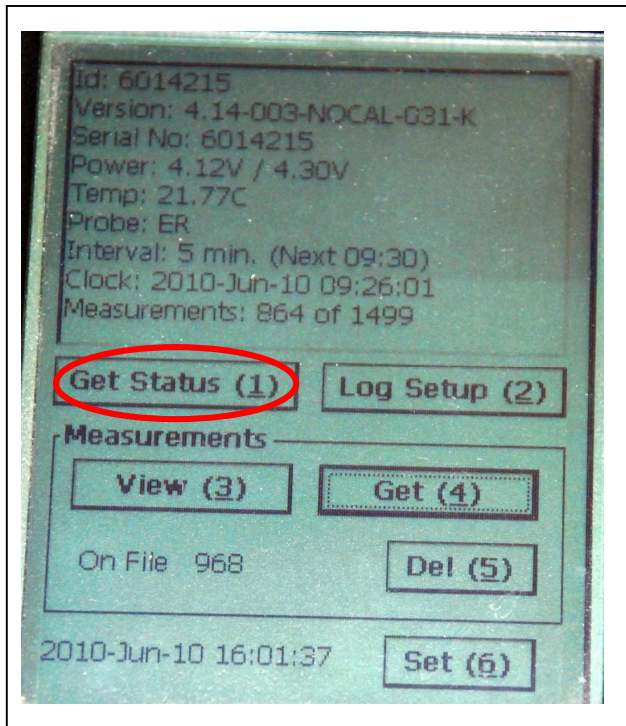 Id: 6014215
Version: 4.14-003-NOCAL-031-K
Serial No: 6014215
Power: 4.12V / 4.30V
Temp: 21.77C
Probe: ER
Interval: 5 min. (Next 09:30)
Clock: 2010-Jun-10 09:26:01
Measurements: 864 of 1499
Get Status (1) Log Setup (2)
Measurements
View (3) Get (4)
On File 968 Del (5)
2010-Jun-10 16:01:37 Set (6)